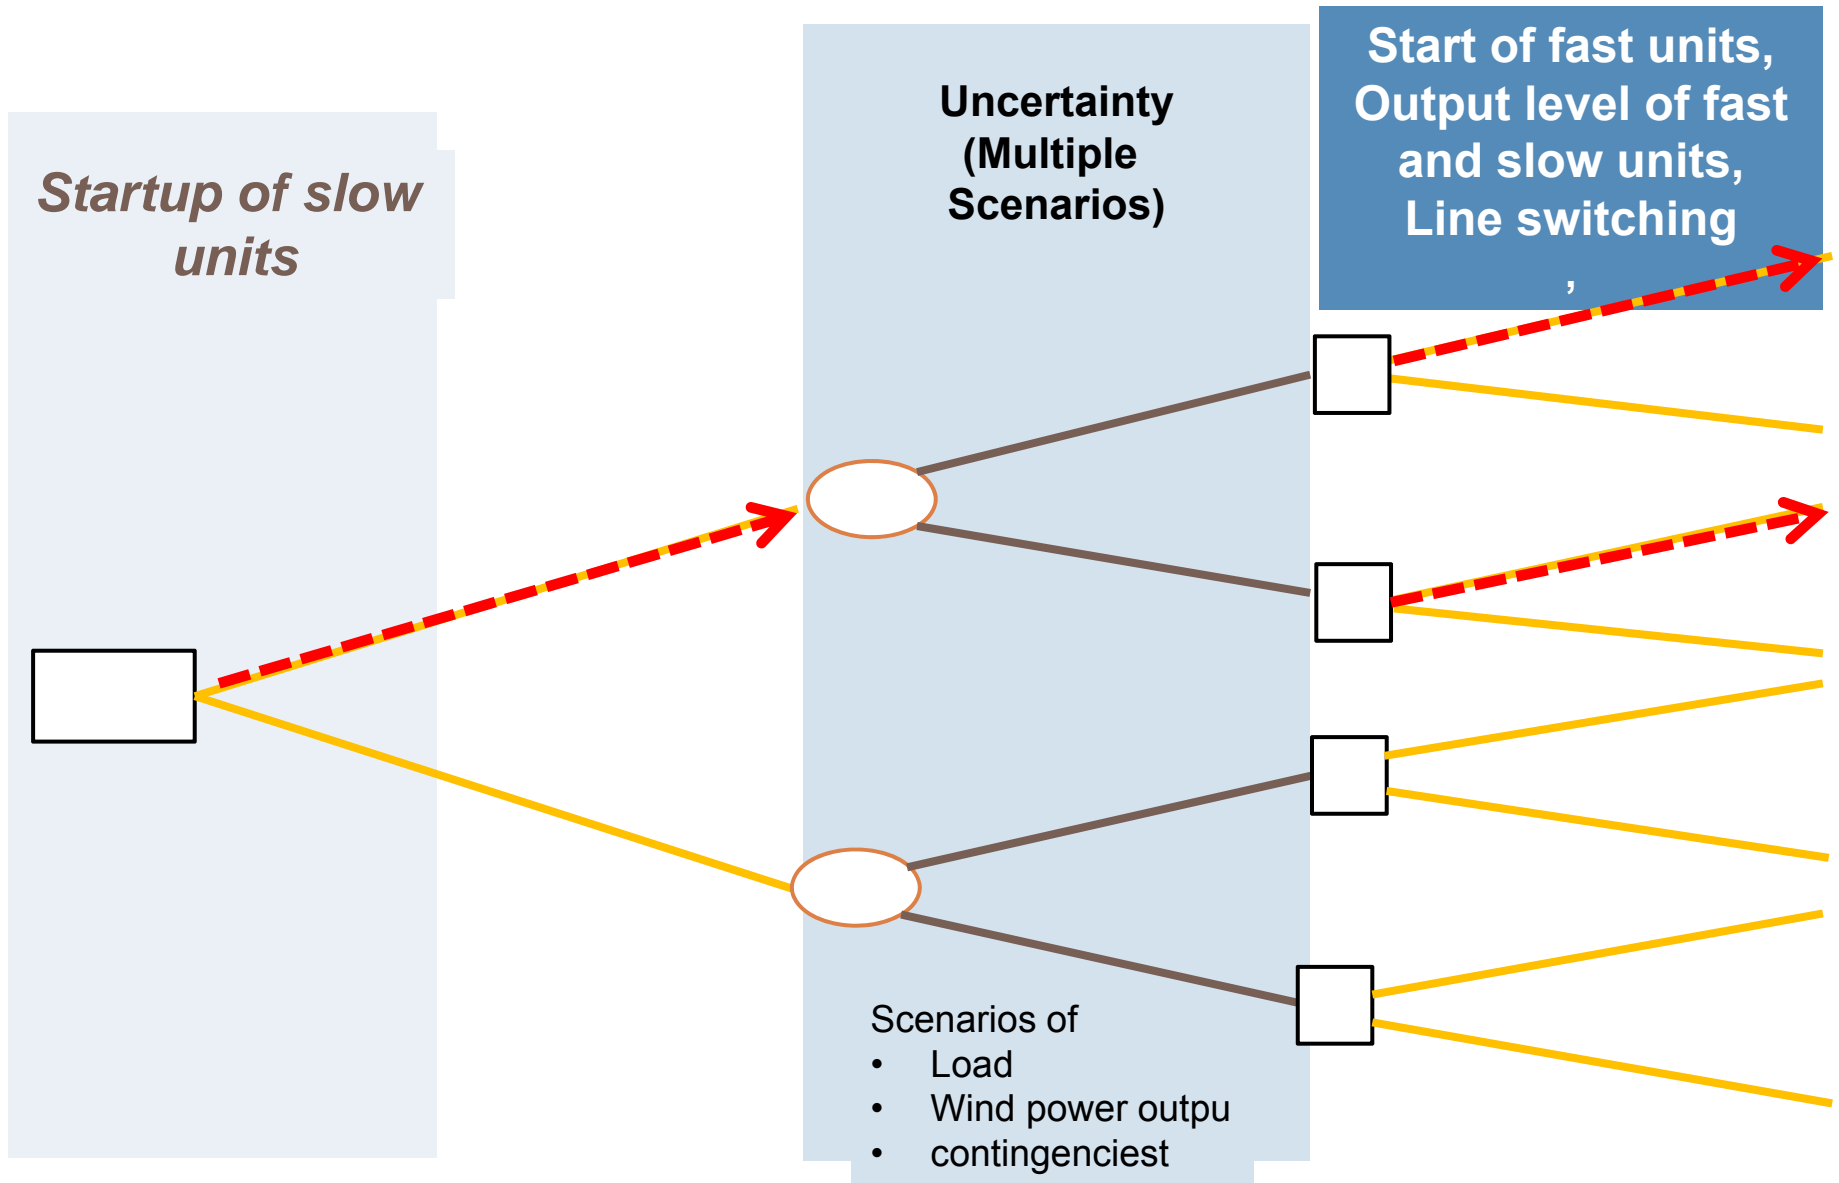 Startup of slow
units
Uncertainty
(Multiple
Scenarios)
Start of fast units,
Output level of fast
and slow units,
Line switching
,
Scenarios of
• Load
• Wind power outpu
• contingenciest